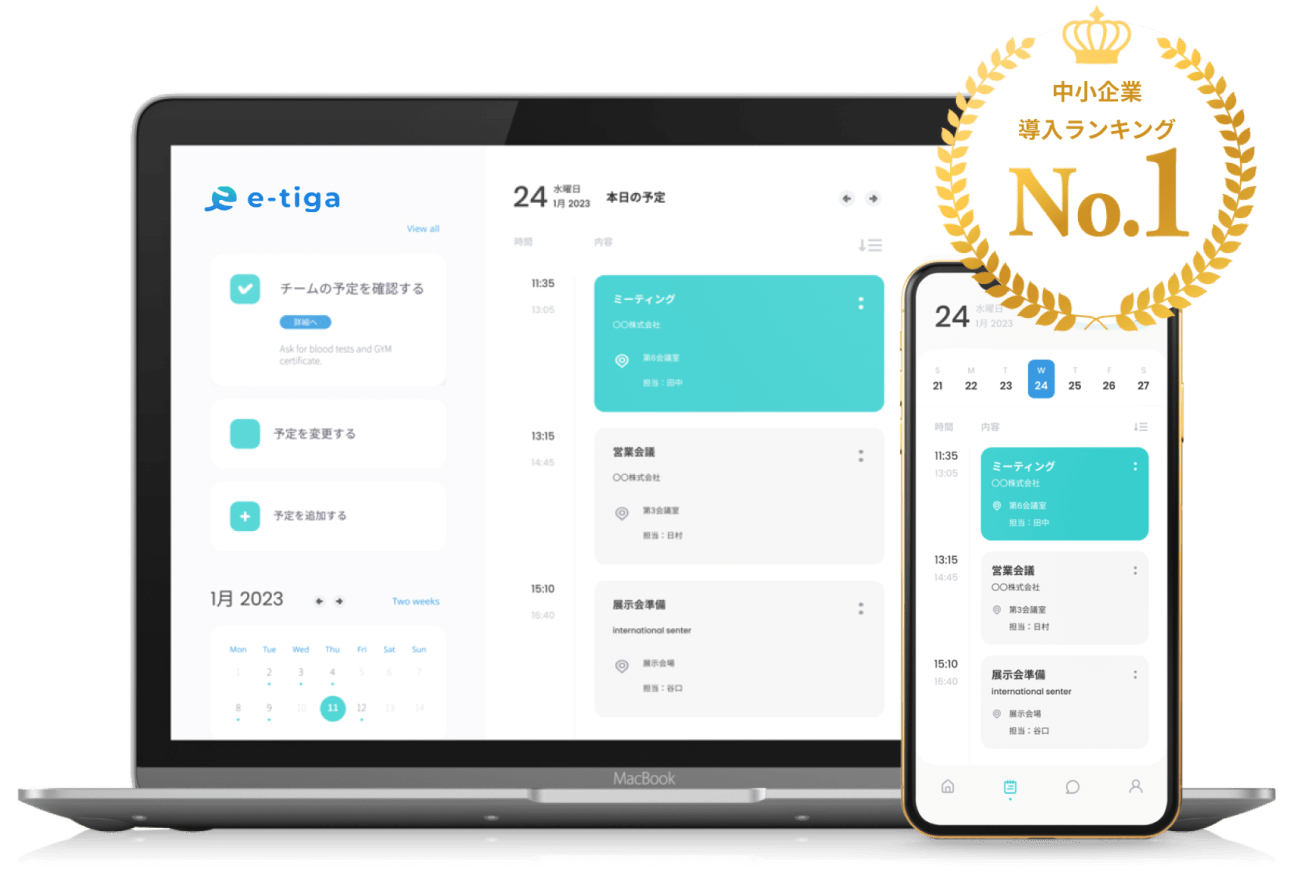 中小企業
導入ランキング
No.1
e-tiga
View all
チームの予定を確認する
詳細へ
Ask for blood tests and GYM
certificate.
予定を変更する
予定を追加する
1月 2023
Two weeks
Mon Tue Wed Thu Fri Sat Sun
1 2 3 4 5 6 7
8 9 10 11 12 13 14
24
水曜日
1月 2023
本日の予定
時間 内容
11:35
13:05
ミーティング
〇〇株式会社
第6会議室
担当:田中
13:15
14:45
営業会議
〇〇株式会社
第3会議室
担当:日村
15:10
16:40
展示会準備
international senter
展示会場
担当:谷口
MacBook
24
水曜日
1月 2023
S M T W T F S
21 22 23 24 25 26 27
時間 内容
11:35
13:05
ミーティング
〇〇株式会社
第6会議室
担当:田中
13:15
14:45
営業会議
〇〇株式会社
第3会議室
担当:日村
15:10
16:40
展示会準備
international senter
展示会場
担当:谷口